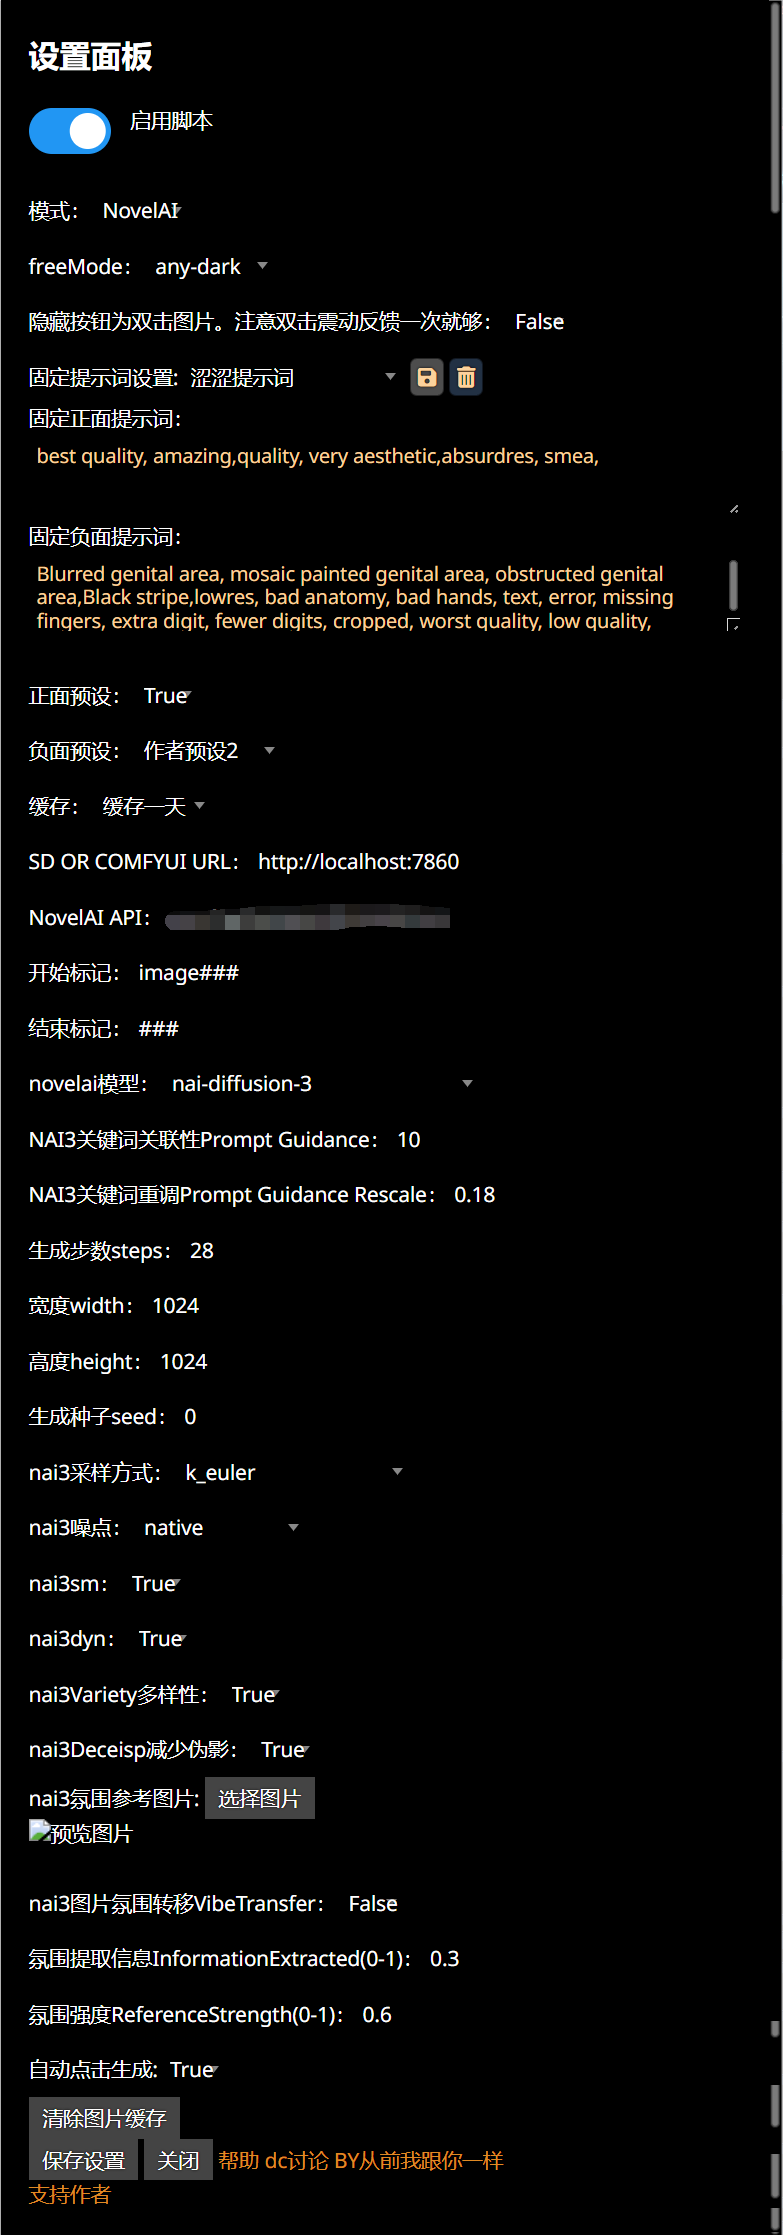 设置面板
启用脚本
模式： NovelAI
freeMode： any-dark
隐藏按钮为双击图片。注意双击震动反馈一次就够： False
固定提示词设置: 涩涩提示词
固定正面提示词:
best quality, amazing,quality, very aesthetic,absurdres, smea,
固定负面提示词:
Blurred genital area, mosaic painted genital area, obstructed genital
area,Black stripe,lowres, bad anatomy, bad hands, text, error, missing
fingers, extra digit, fewer digits, cropped, worst quality, low quality,
正面预设： True
负面预设： 作者预设2
缓存： 缓存一天
SD OR COMFYUI URL： http://localhost:7860
NovelAI API：
开始标记： image###
结束标记： ###
novelai模型： nai-diffusion-3
NAI3关键词关联性Prompt Guidance： 10
NAI3关键词重调Prompt Guidance Rescale： 0.18
生成步数steps： 28
宽度width： 1024
高度height： 1024
生成种子seed： 0
nai3采样方式： k_euler
nai3噪点： native
nai3sm： True
nai3dyn： True
nai3Variety多样性： True
nai3Deceisp减少伪影： True
nai3氛围参考图片: 选择图片
预览图片
nai3图片氛围转移VibeTransfer： False
氛围提取信息InformationExtracted(0-1)： 0.3
氛围强度ReferenceStrength(0-1)： 0.6
自动点击生成: True
清除图片缓存
保存设置 关闭 帮助 dc讨论 BY从前我跟你一样
支持作者